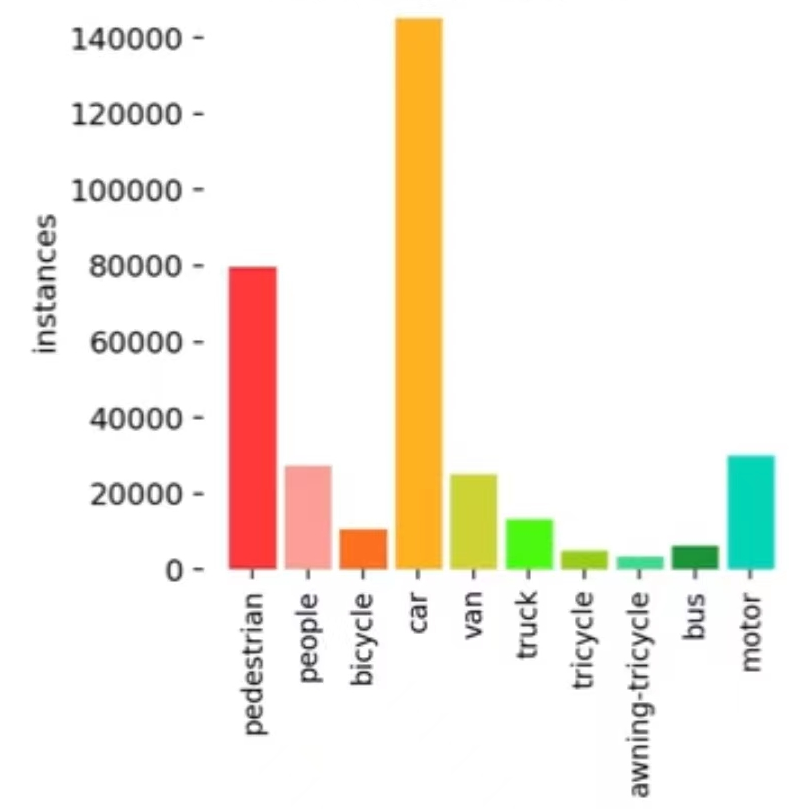 140000
120000
100000
80000
60000
40000
20000
0
instances
pedestrian
people
bicycle
car
van
truck
tricycle
awning-tricycle
bus
motor